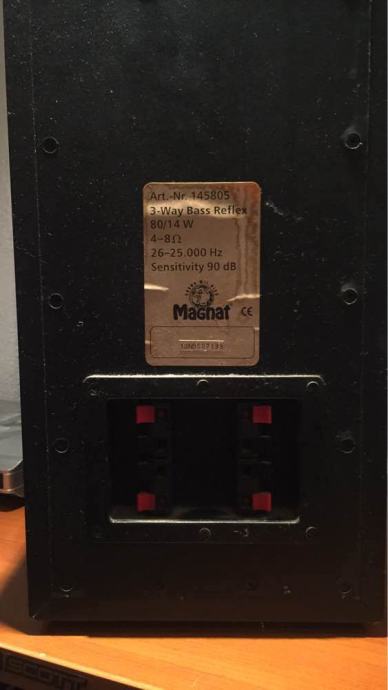 Art.-Nr. 145805
3-Way Bass Reflex
80/14 W
4–8Ω
26–25.000 Hz
Sensitivity 90 dB
Magnat CE
SCOTT